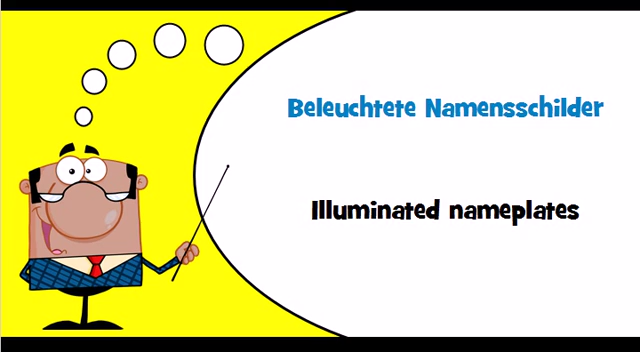 Beleuchtete Namensschilder
Illuminated nameplates